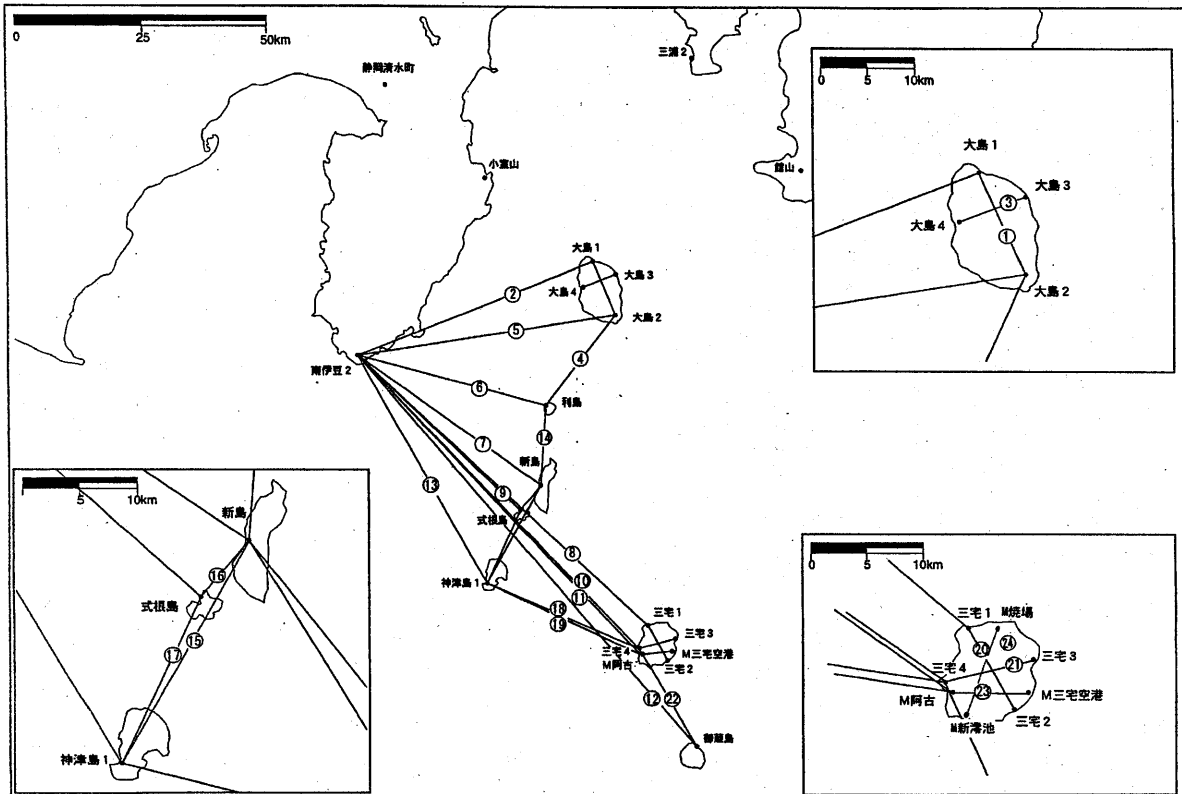 0 25 50km
静岡清水町
三浦2
小室山
館山
大島1
大島3
大島4
大島2
②
⑤
④
南伊豆2
⑥
利島
⑦
⑭
新島
⑬
⑨
式根島
⑧
神津島1
⑩
⑪
⑱
⑲
三宅1
三宅3
三宅4
M三宅空港
M阿古
三宅2
⑫
㉒
御蔵島
0 5 10km
大島1
大島3
③
大島4
①
大島2
5 10km
新島
⑯
式根島
⑮
⑰
神津島1
0 5 10km
三宅1
M焼場
⑳
㉔
㉑
三宅3
三宅4
M阿古
㉓
M三宅空港
M新澪池
三宅2